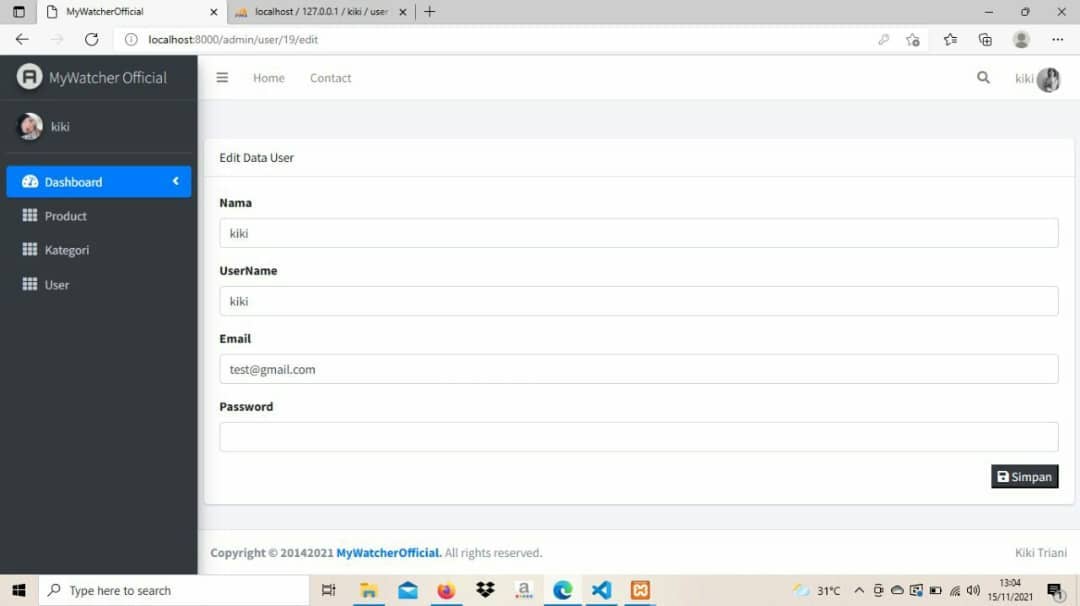 MyWatcherOfficial
localhost / 127.0.0.1 / kiki / user
localhost:8000/admin/user/19/edit
MyWatcher Official
Home
Contact
kiki
kiki
Dashboard
Product
Kategori
User
Edit Data User
Nama
kiki
UserName
kiki
Email
test@gmail.com
Password
Simpan
Copyright © 20142021 MyWatcherOfficial. All rights reserved.
Kiki Triani
Type here to search
31°C
13:04
15/11/2021